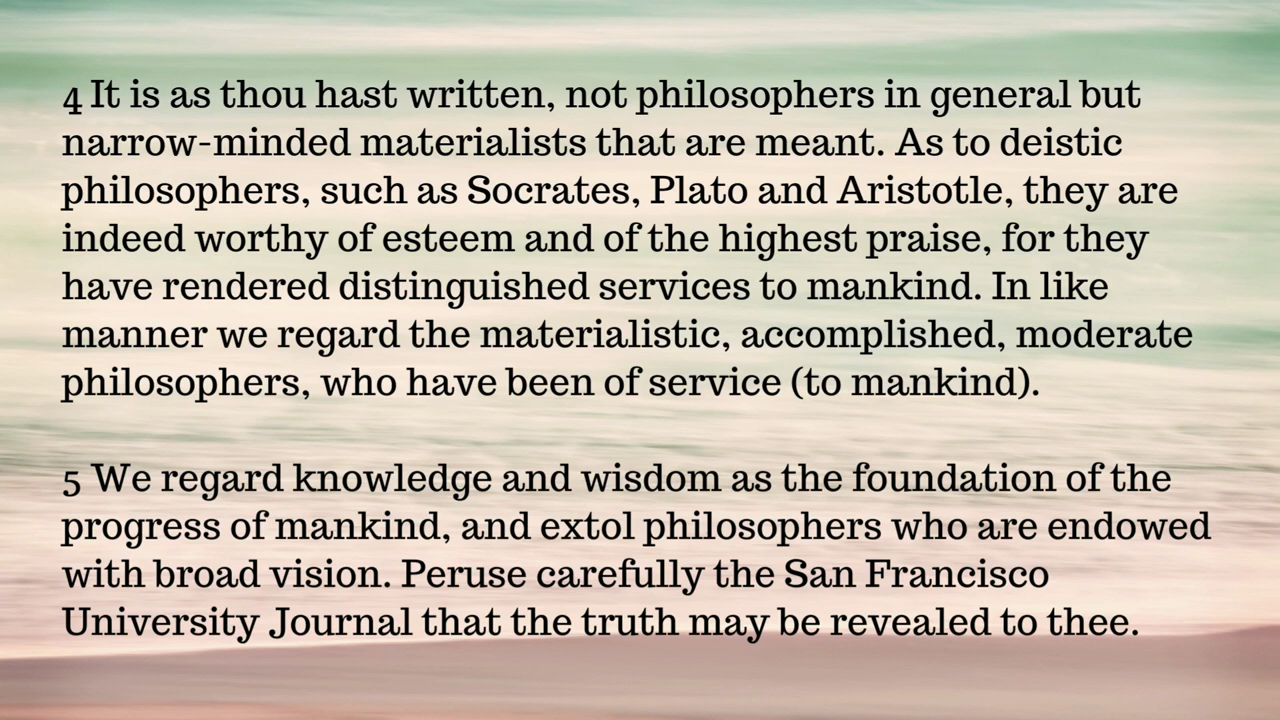 4 It is as thou hast written, not philosophers in general but
narrow-minded materialists that are meant. As to deistic
philosophers, such as Socrates, Plato and Aristotle, they are
indeed worthy of esteem and of the highest praise, for they
have rendered distinguished services to mankind. In like
manner we regard the materialistic, accomplished, moderate
philosophers, who have been of service (to mankind).
5 We regard knowledge and wisdom as the foundation of the
progress of mankind, and extol philosophers who are endowed
with broad vision. Peruse carefully the San Francisco
University Journal that the truth may be revealed to thee.